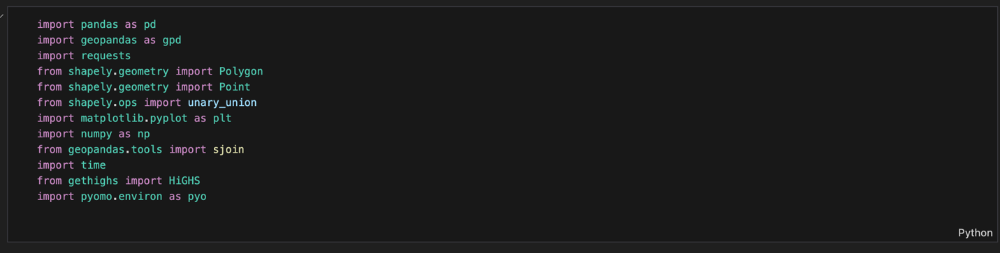 import pandas as pd
import geopandas as gpd
import requests
from shapely.geometry import Polygon
from shapely.geometry import Point
from shapely.ops import unary_union
import matplotlib.pyplot as plt
import numpy as np
from geopandas.tools import sjoin
import time
from gethighs import HiGHS
import pyomo.environ as pyo
Python